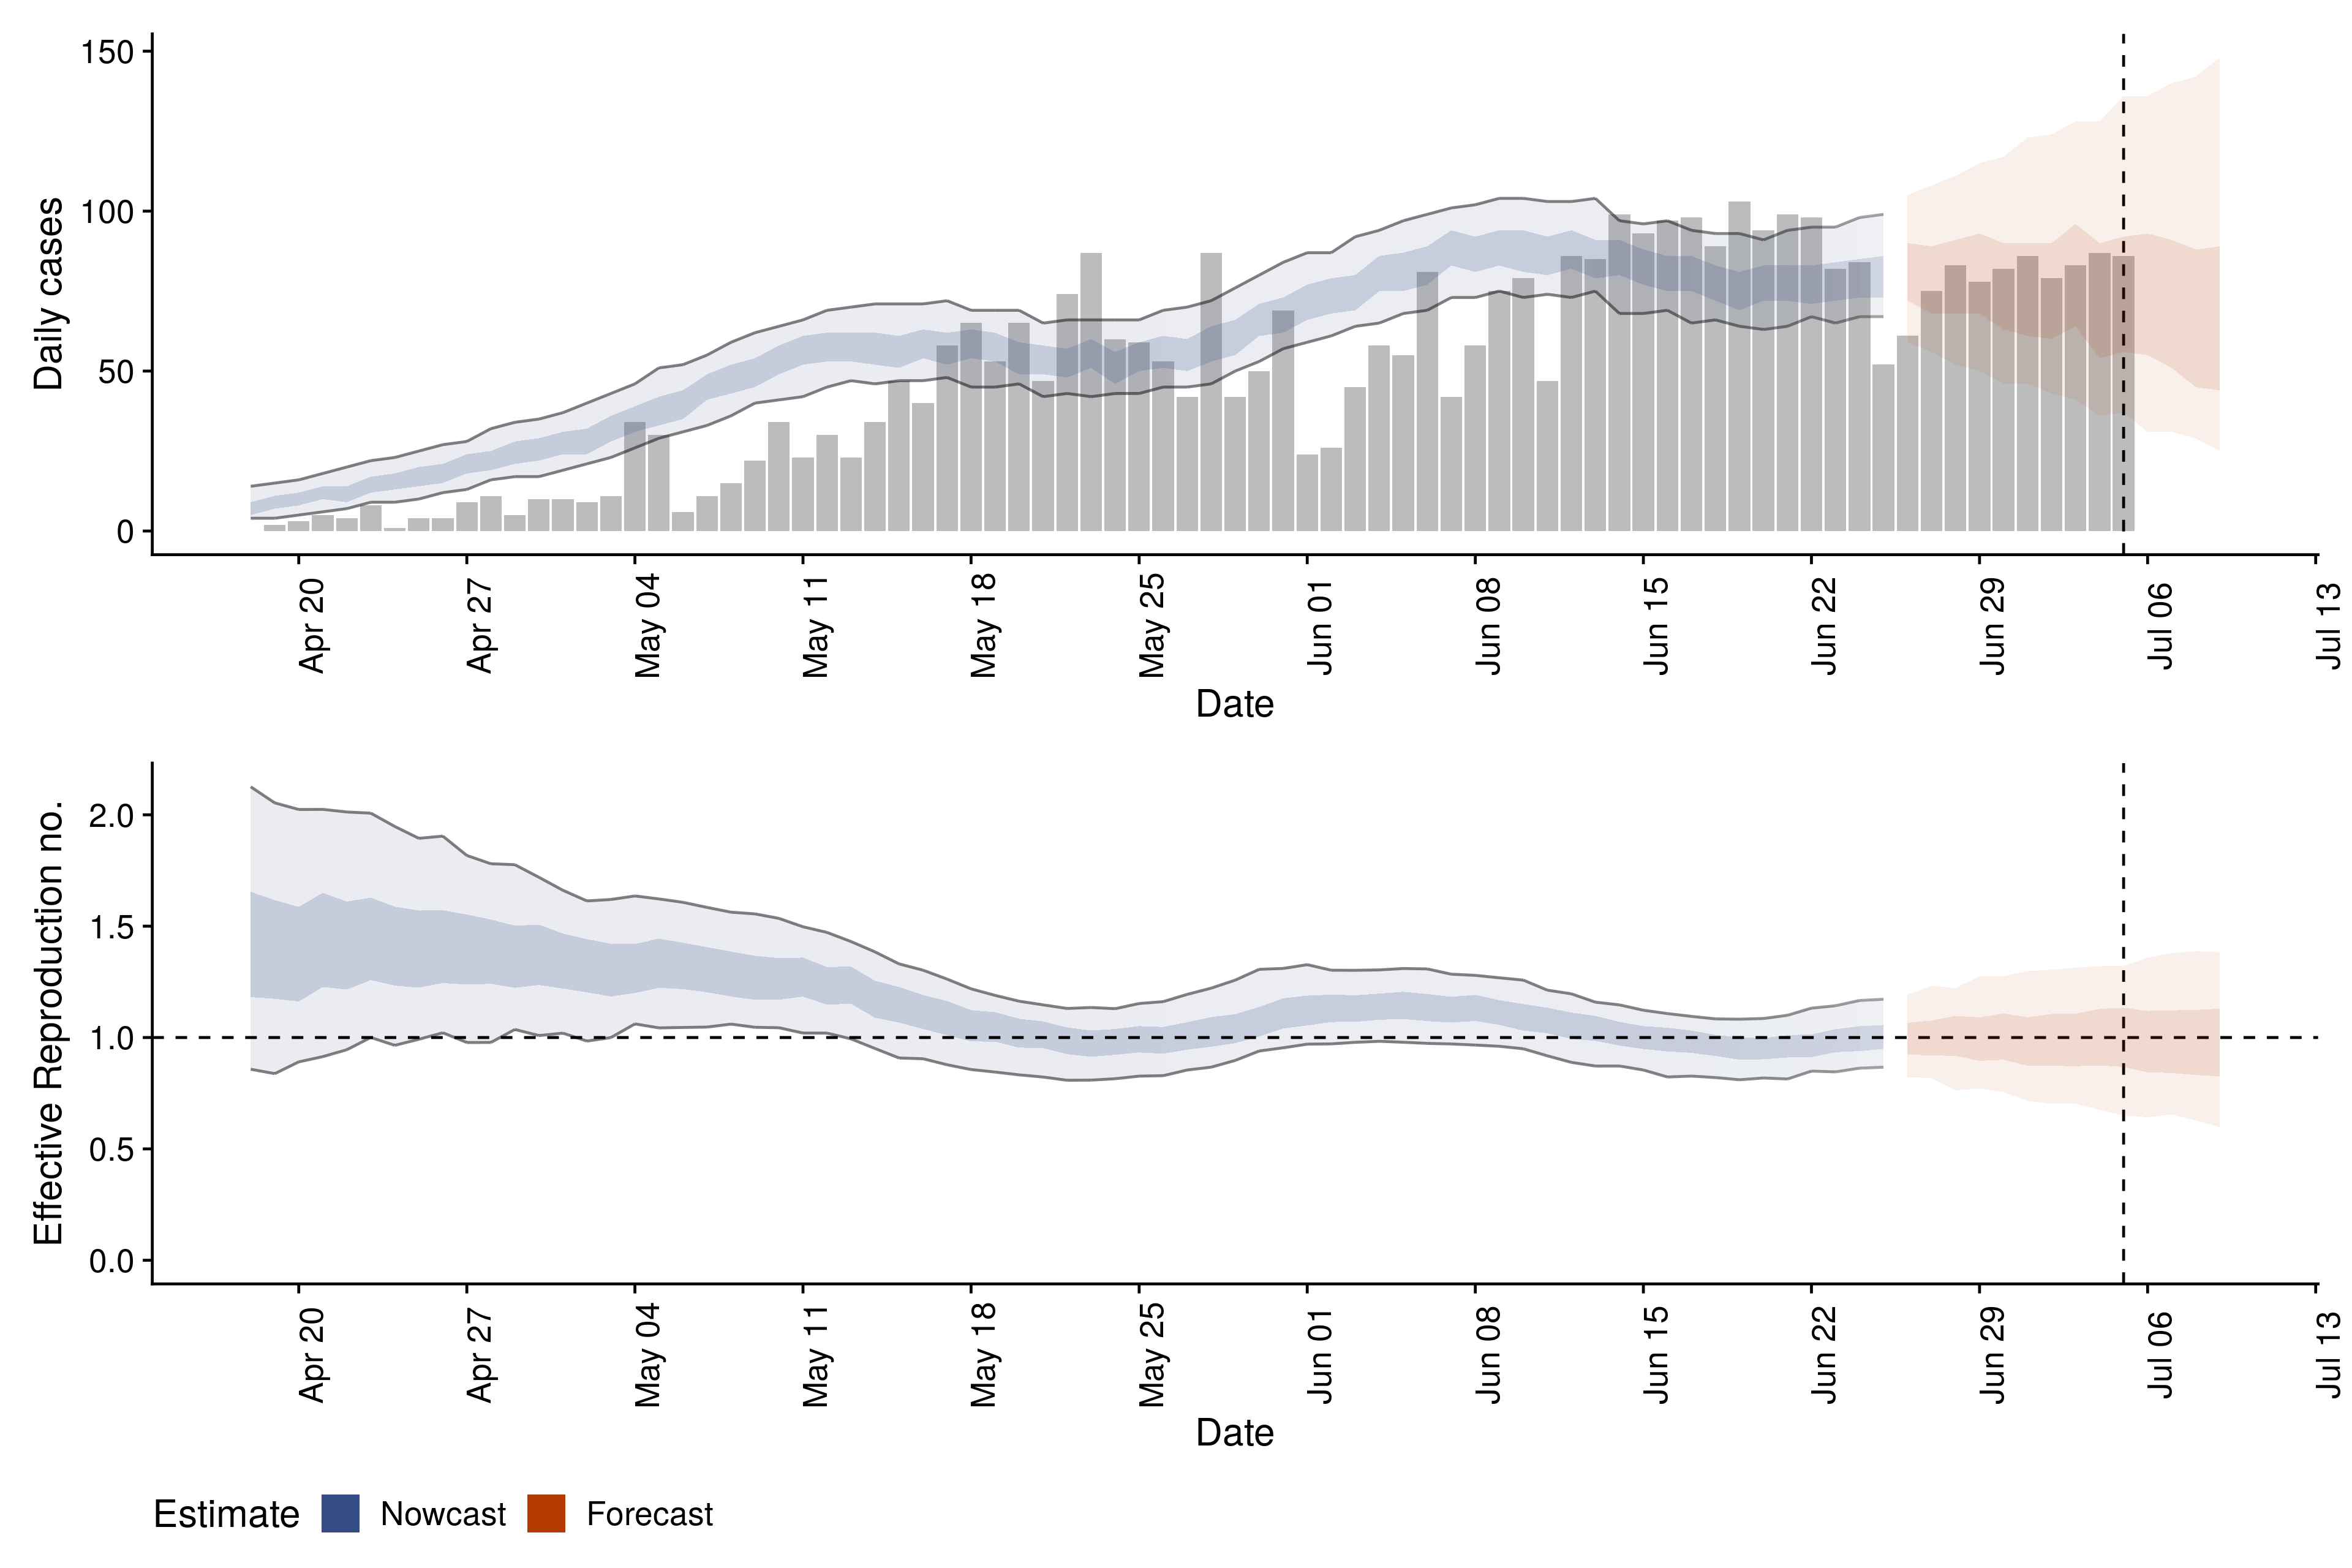 Daily cases
150
100
50
0
Apr 20
Apr 27
May 04
May 11
May 18
May 25
Jun 01
Jun 08
Jun 15
Jun 22
Jun 29
Jul 06
Jul 13
Date
Effective Reproduction no.
2.0
1.5
1.0
0.5
0.0
Apr 20
Apr 27
May 04
May 11
May 18
May 25
Jun 01
Jun 08
Jun 15
Jun 22
Jun 29
Jul 06
Jul 13
Date
Estimate Nowcast Forecast